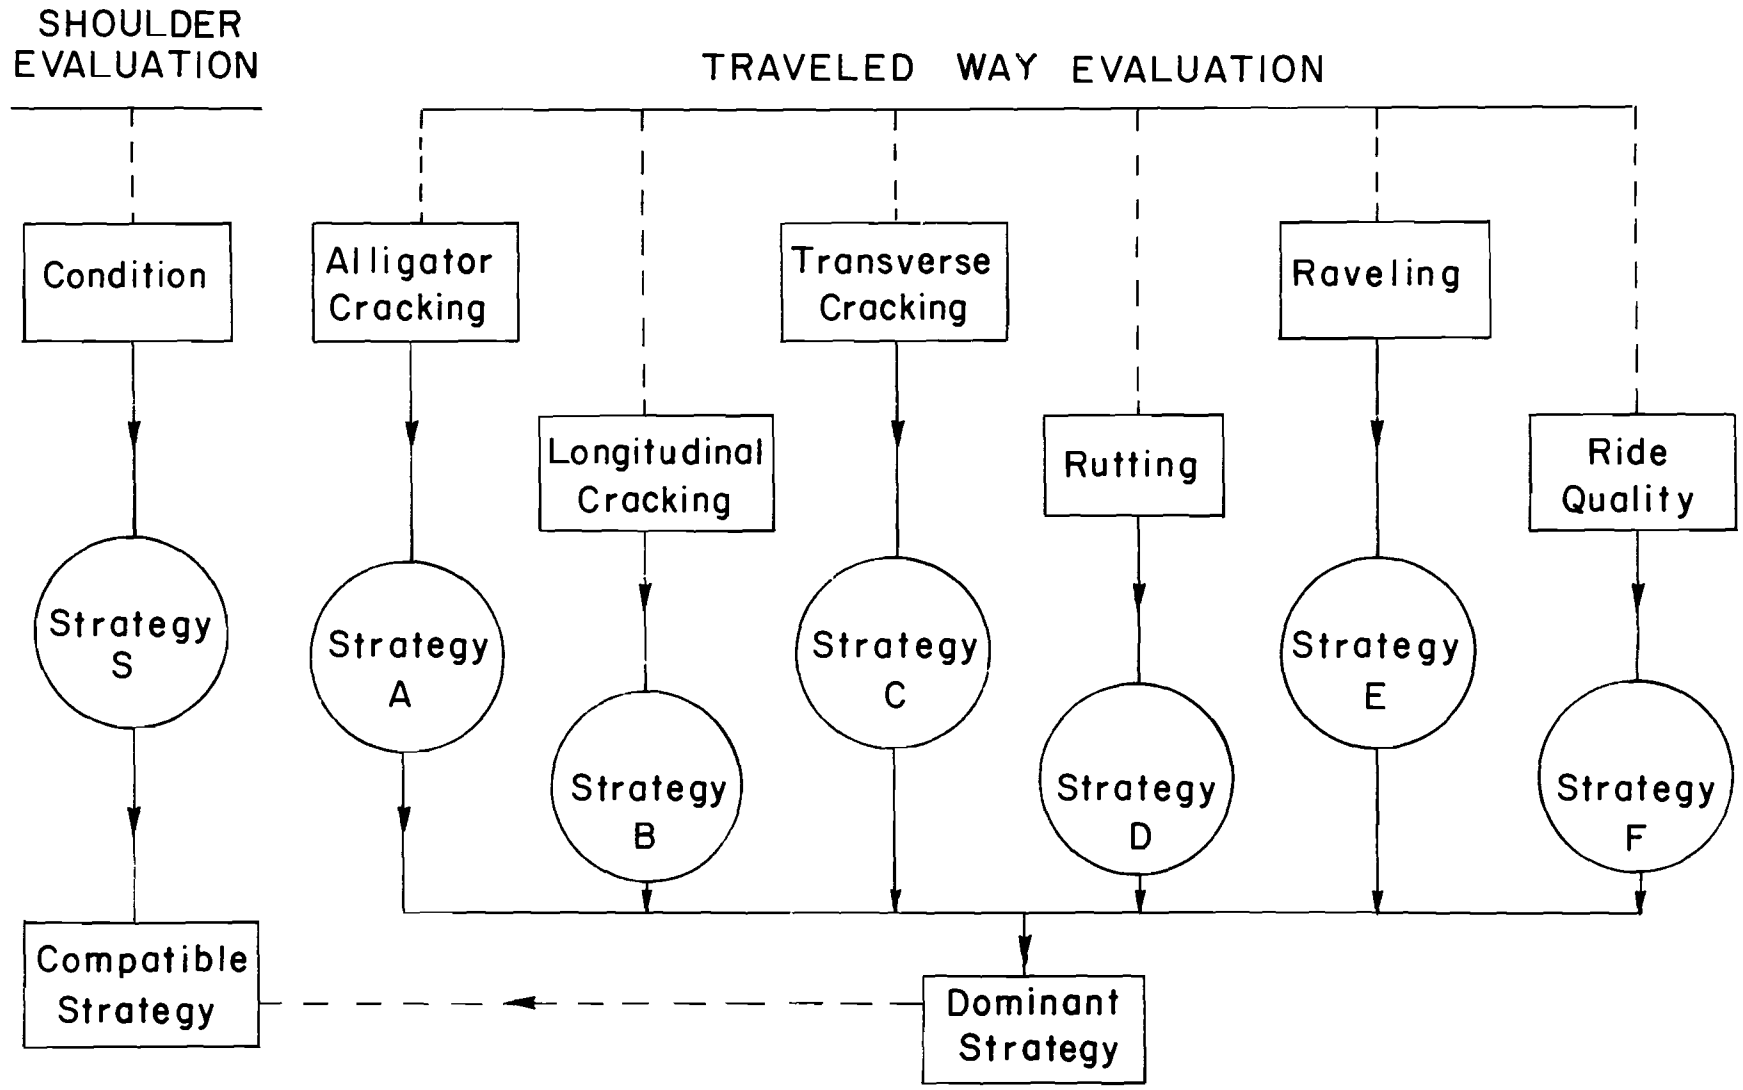 SHOULDER
EVALUATION
TRAVELED WAY EVALUATION
Condition
Alligator
Cracking
Transverse
Cracking
Raveling
Longitudinal
Cracking
Rutting
Ride
Quality
Strategy
S
Strategy
A
Strategy
C
Strategy
E
Strategy
B
Strategy
D
Strategy
F
Compatible
Strategy
Dominant
Strategy